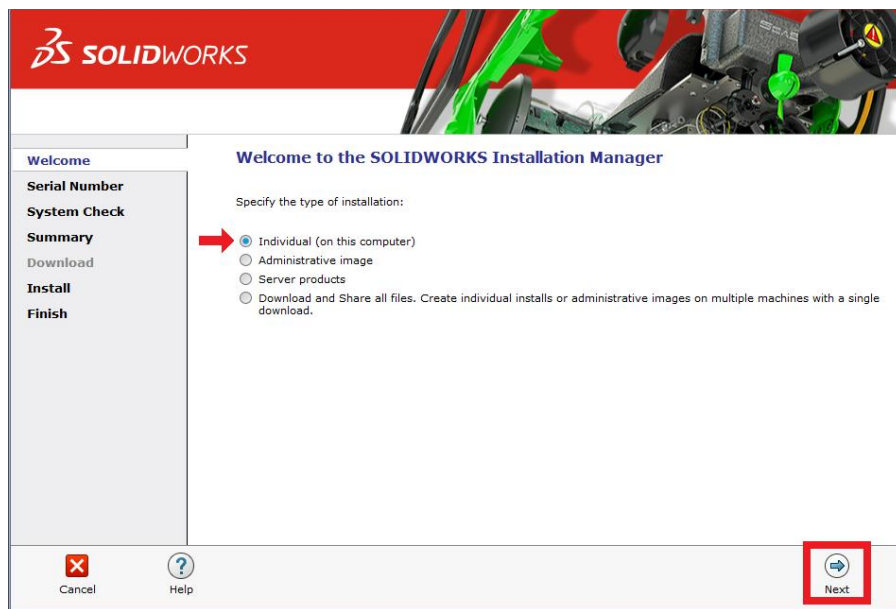 SOLIDWORKS
Welcome
Serial Number
System Check
Summary
Download
Install
Finish
Welcome to the SOLIDWORKS Installation Manager
Specify the type of installation:
Individual (on this computer)
Administrative image
Server products
Download and Share all files. Create individual installs or administrative images on multiple machines with a single
download.
Cancel
Help
Next